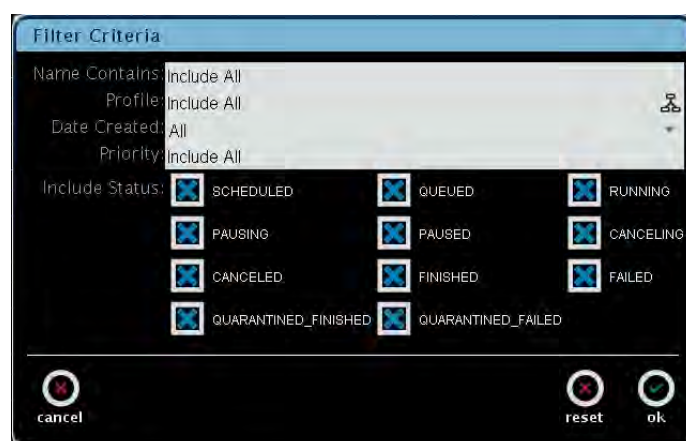 Filter Criteria
Name Contains: Include All
Profile: Include All
Date Created: All
Priority: Include All
Include Status: SCHEDULED QUEUED RUNNING
PAUSING PAUSED CANCELING
CANCELED FINISHED FAILED
QUARANTINED_FINISHED QUARANTINED_FAILED
cancel reset ok